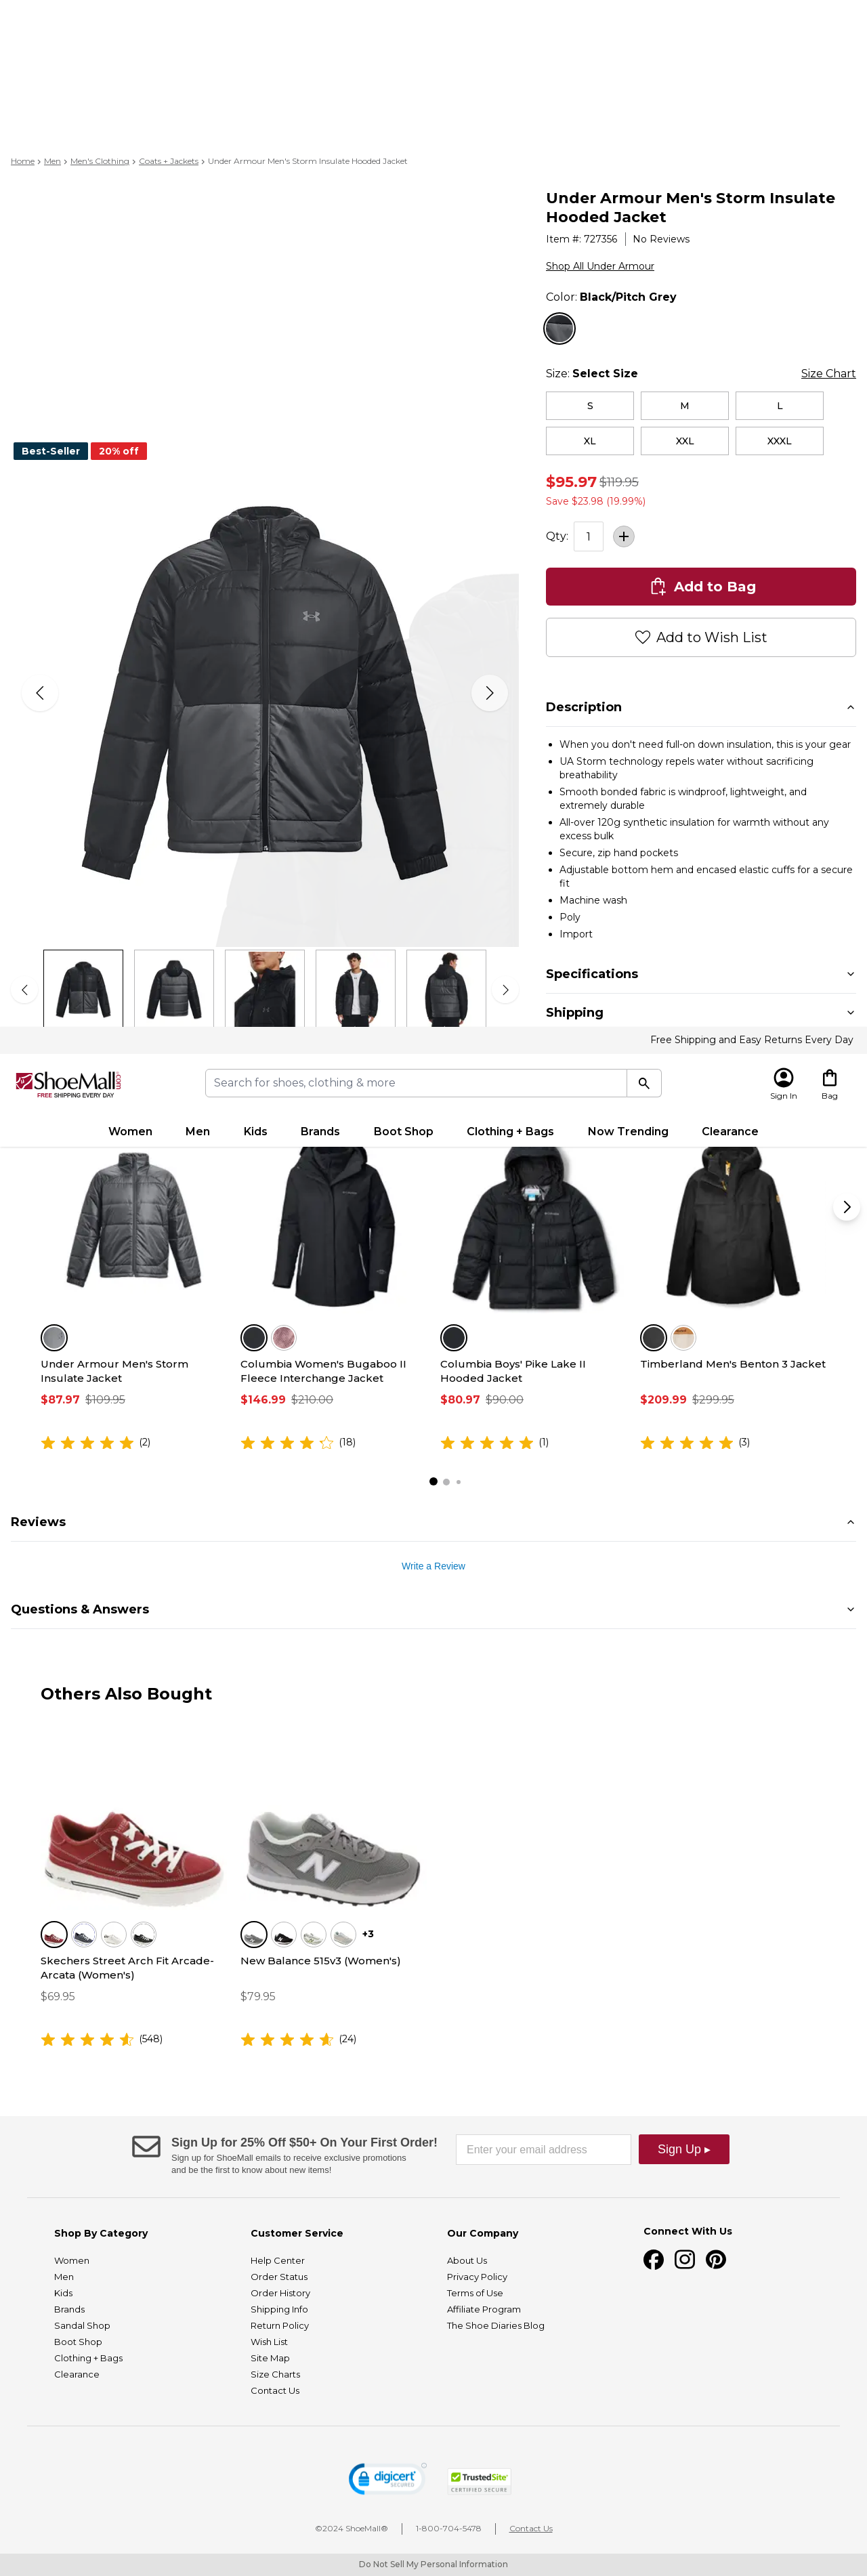 Home > Men > Men's Clothing > Coats + Jackets > Under Armour Men's Storm Insulate Hooded Jacket
Under Armour Men's Storm Insulate
Hooded Jacket
Item #: 727356 | No Reviews
Shop All Under Armour
Color: Black/Pitch Grey
Size: Select Size Size Chart
S M L
XL XXL XXXL
Best-Seller 20% off
$95.97 $119.95
Save $23.98 (19.99%)
Qty: 1
Add to Bag
Add to Wish List
Description
When you don't need full-on down insulation, this is your gear
UA Storm technology repels water without sacrificing
breathability
Smooth bonded fabric is windproof, lightweight, and
extremely durable
All-over 120g synthetic insulation for warmth without any
excess bulk
Secure, zip hand pockets
Adjustable bottom hem and encased elastic cuffs for a secure
fit
Machine wash
Poly
Import
Specifications
Shipping
Free Shipping and Easy Returns Every Day
ShoeMall.com
FREE SHIPPING EVERY DAY
Search for shoes, clothing & more
Sign In Bag
Women Men Kids Brands Boot Shop Clothing + Bags Now Trending Clearance
Under Armour Men's Storm
Insulate Jacket
$87.97 $109.95
(2)
Columbia Women's Bugaboo II
Fleece Interchange Jacket
$146.99 $210.00
(18)
Columbia Boys' Pike Lake II
Hooded Jacket
$80.97 $90.00
(1)
Timberland Men's Benton 3 Jacket
$209.99 $299.95
(3)
Reviews
Write a Review
Questions & Answers
Others Also Bought
Skechers Street Arch Fit Arcade-
Arcata (Women's)
$69.95
(548)
+3
New Balance 515v3 (Women's)
$79.95
(24)
Sign Up for 25% Off $50+ On Your First Order!
Sign up for ShoeMall emails to receive exclusive promotions
and be the first to know about new items!
Enter your email address
Sign Up ▸
Shop By Category
Women
Men
Kids
Brands
Sandal Shop
Boot Shop
Clothing + Bags
Clearance
Customer Service
Help Center
Order Status
Order History
Shipping Info
Return Policy
Wish List
Site Map
Size Charts
Contact Us
Our Company
About Us
Privacy Policy
Terms of Use
Affiliate Program
The Shoe Diaries Blog
Connect With Us
digicert
SECURED
TrustedSite
CERTIFIED SECURE
©2024 ShoeMall® | 1-800-704-5478 | Contact Us
Do Not Sell My Personal Information